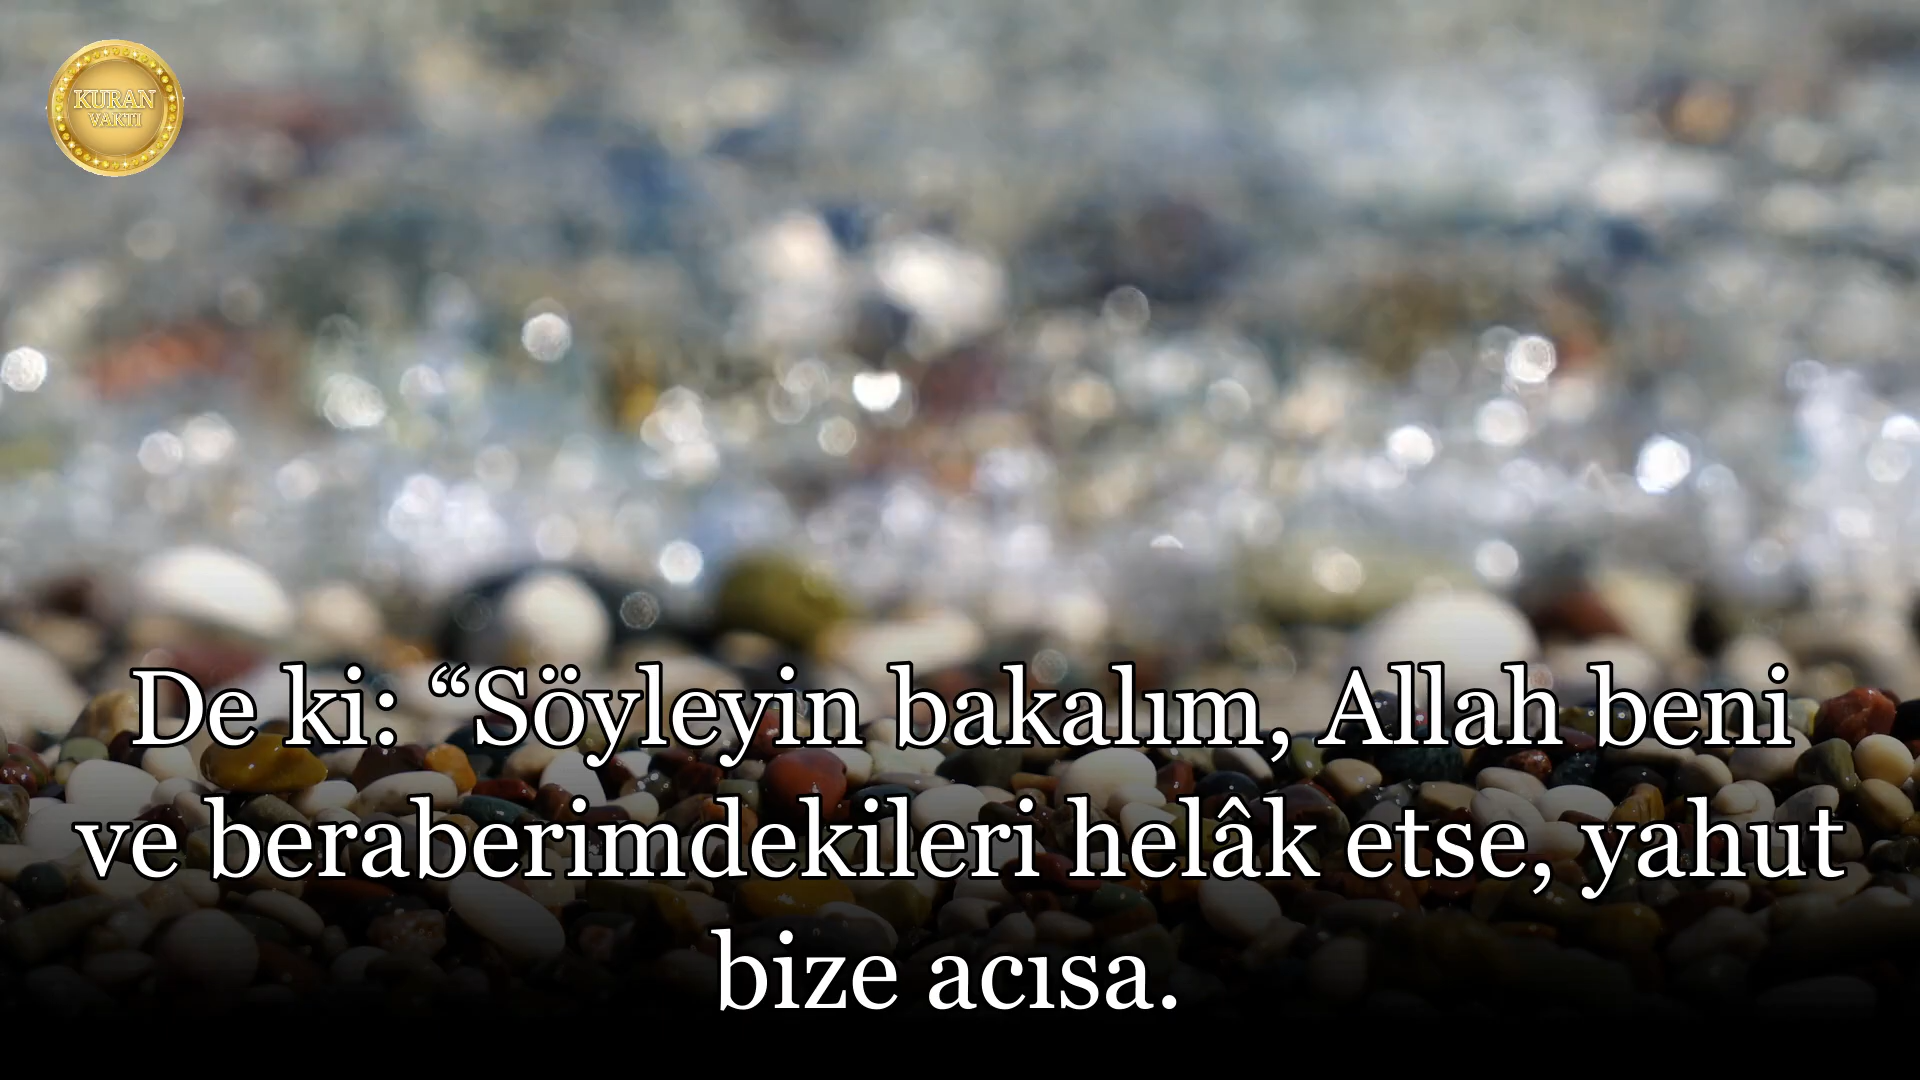 KURAN
VAKTİ
De ki: “Söyleyin bakalım, Allah beni
ve beraberimdekileri helâk etse, yahut
bize acısa.